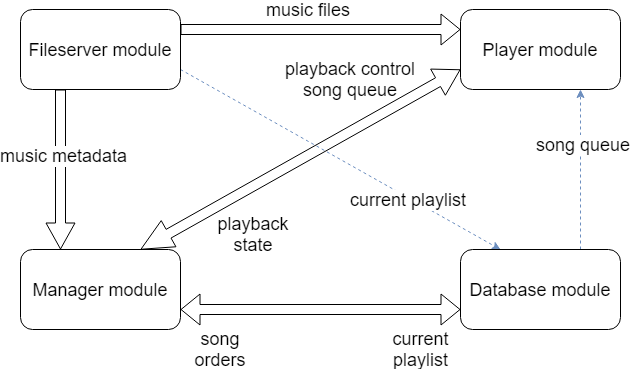 music files
Fileserver module
Player module
playback control
song queue
music metadata
song queue
current playlist
playback
state
Manager module
Database module
song
orders
current
playlist